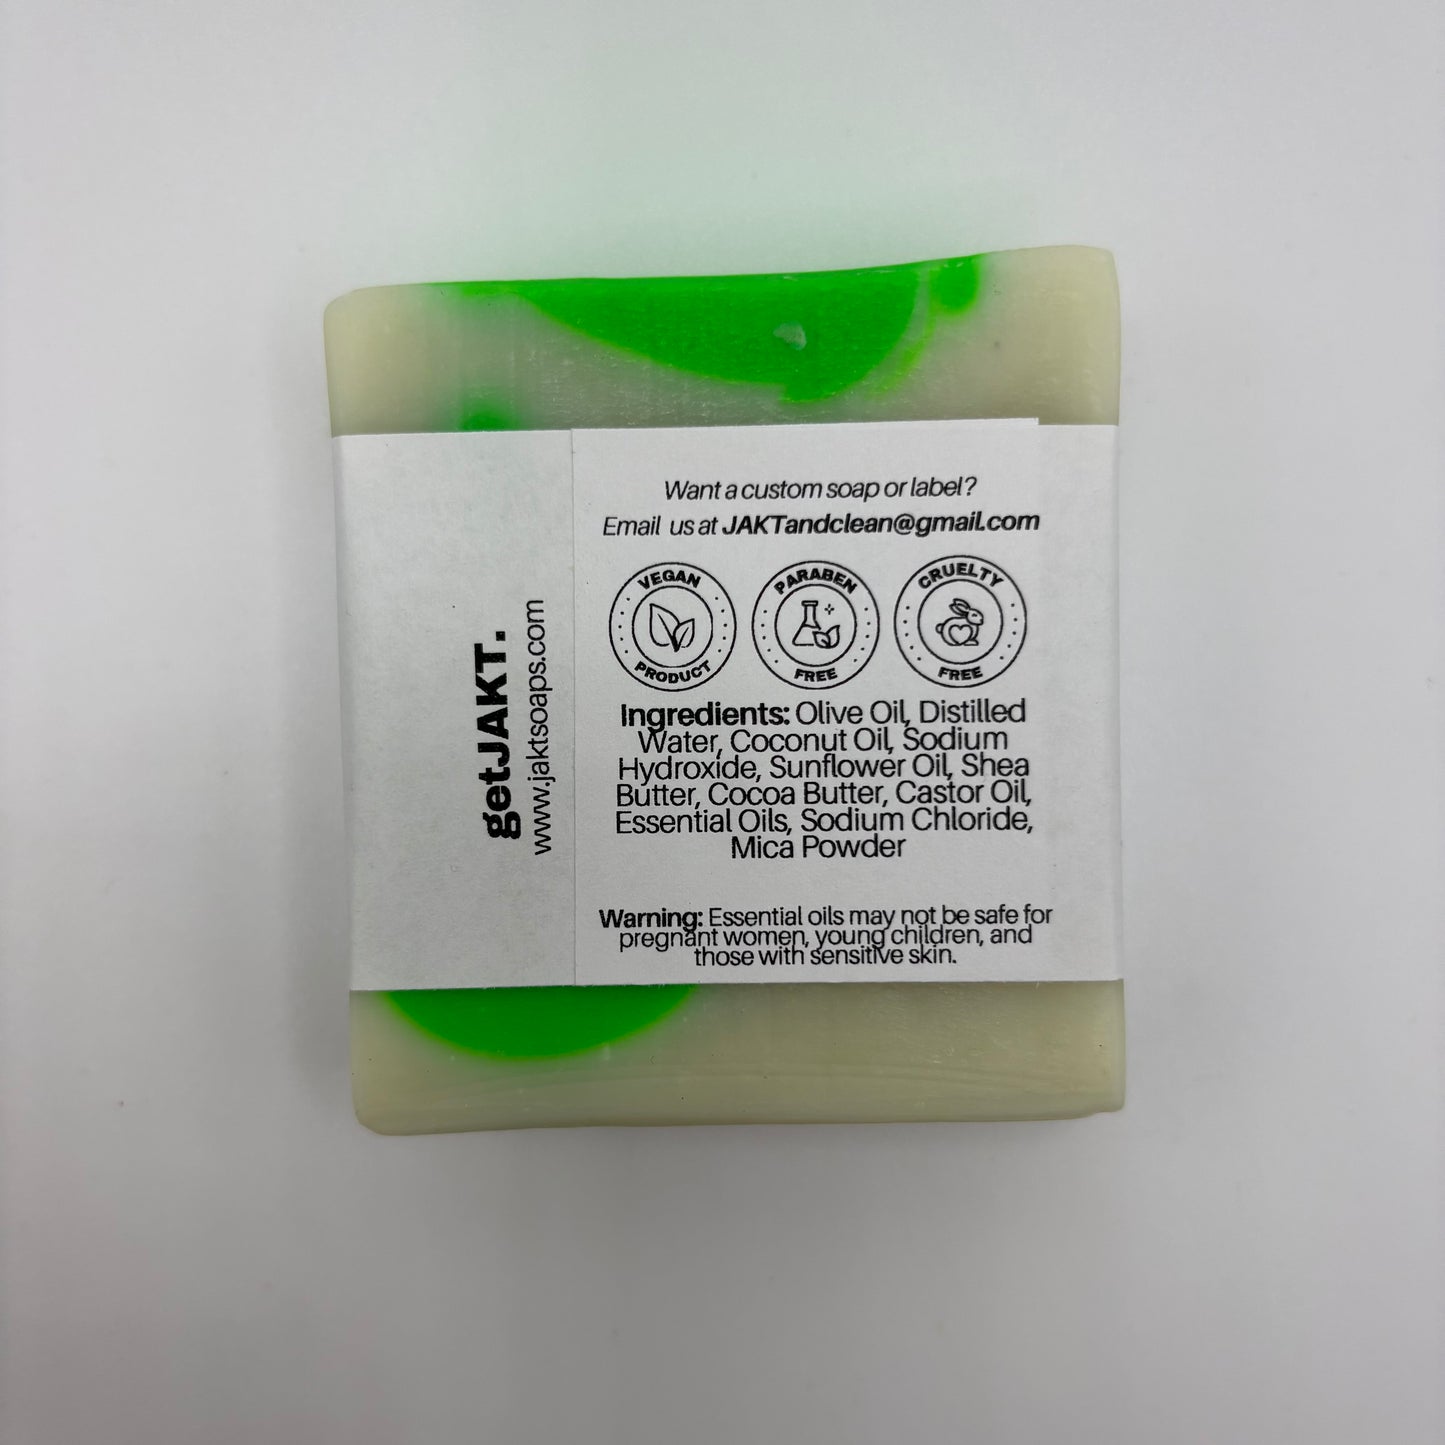 getJAKT.
www.jaktsoaps.com
Want a custom soap or label?
Email us at JAKTandclean@gmail.com
VEGAN
PRODUCT
PARABEN
FREE
CRUELTY
FREE
Ingredients: Olive Oil, Distilled
Water, Coconut Oil, Sodium
Hydroxide, Sunflower Oil, Shea
Butter, Cocoa Butter, Castor Oil,
Essential Oils, Sodium Chloride,
Mica Powder
Warning: Essential oils may not be safe for
pregnant women, young children, and
those with sensitive skin.